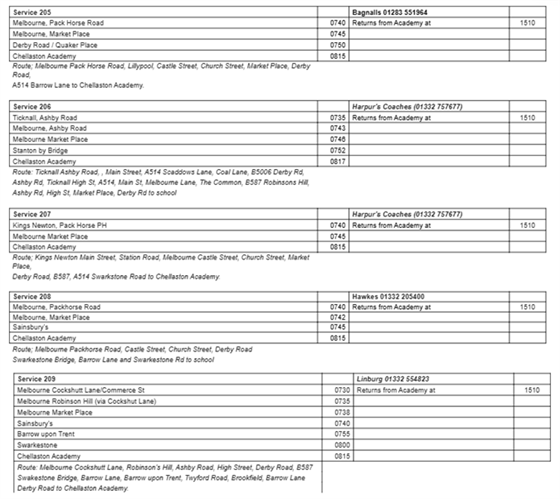 Service 205 Bagnalls 01283 551964
Melbourne, Pack Horse Road 0740 Returns from Academy at 1510
Melbourne, Market Place 0745
Derby Road / Quaker Place 0750
Chellaston Academy 0815
Route; Melbourne Pack Horse Road, Lillypool, Castle Street, Church Street, Market Place, Derby
Road,
A514 Barrow Lane to Chellaston Academy.
Service 206 Harpur's Coaches (01332 757677)
Ticknall, Ashby Road 0735 Returns from Academy at 1510
Melbourne, Ashby Road 0743
Melbourne Market Place 0746
Stanton by Bridge 0752
Chellaston Academy 0817
Route: Ticknall Ashby Road, , Main Street, A514 Scaddows Lane, Coal Lane, B5006 Derby Rd,
Ashby Rd, Ticknall High St, A514, Main St, Melbourne Lane, The Common, B587 Robinsons Hill,
Ashby Rd, High St, Market Place, Derby Rd to school
Service 207 Harpur's Coaches (01332 757677)
Kings Newton, Pack Horse PH 0740 Returns from Academy at 1510
Melbourne Market Place 0745
Chellaston Academy 0815
Route; Kings Newton Main Street, Station Road, Melbourne Castle Street, Church Street, Market
Place,
Derby Road, B587, A514 Swarkstone Road to Chellaston Academy
Service 208 Hawkes 01332 205400
Melbourne, Packhorse Road 0740 Returns from Academy at 1510
Melbourne, Market Place 0742
Sainsbury's 0745
Chellaston Academy 0815
Route; Melbourne Packhorse Road, Castle Street, Church Street, Derby Road
Swarkestone Bridge, Barrow Lane and Swarkestone Rd to school
Service 209 Linburg 01332 554823
Melbourne Cockshutt Lane/Commerce St 0730 Returns from Academy at 1510
Melbourne Robinson Hill (via Cockshut Lane) 0735
Melbourne Market Place 0738
Sainsbury's 0740
Barrow upon Trent 0755
Swarkestone 0800
Chellaston Academy 0815
Route: Melbourne Cockshutt Lane, Robinson's Hill, Ashby Road, High Street, Derby Road, B587
Swakestone Bridge, Barrow Lane, Barrow upon Trent, Twyford Road, Brookfield, Barrow Lane
Derby Road to Chellaston Academy.